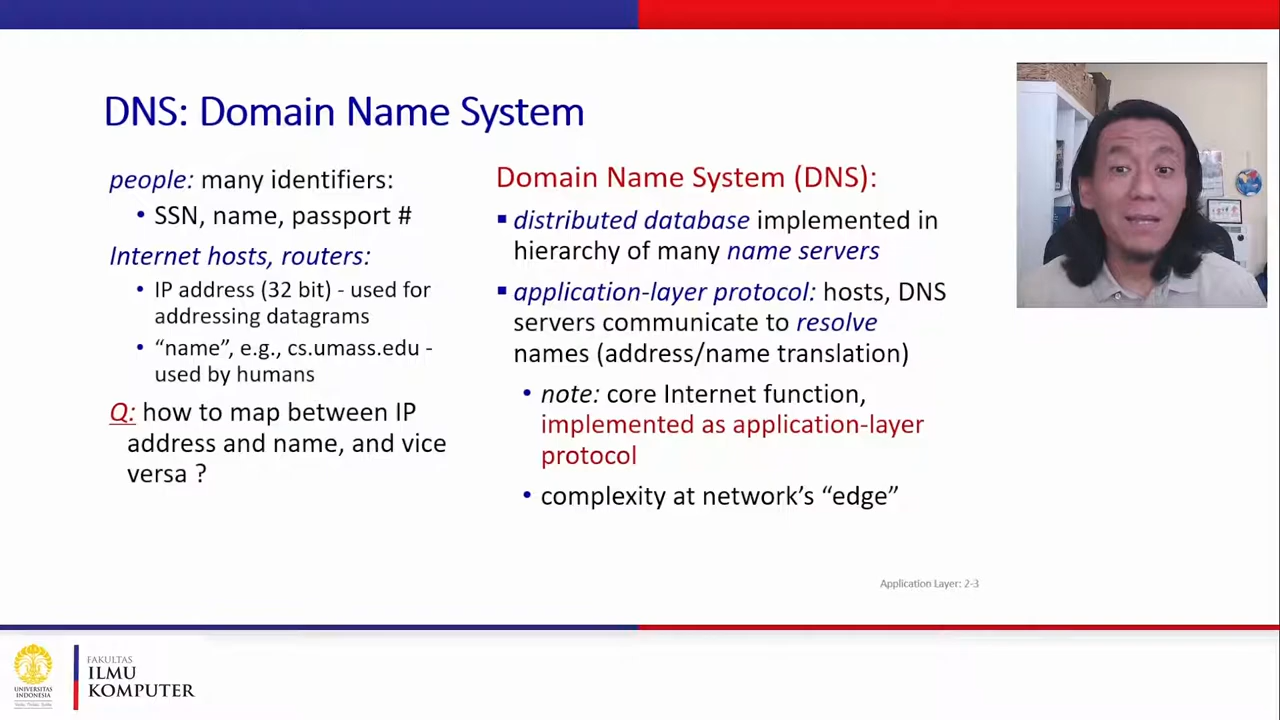 DNS: Domain Name System
people: many identifiers:
• SSN, name, passport #
Internet hosts, routers:
• IP address (32 bit) - used for
addressing datagrams
• “name”, e.g., cs.umass.edu -
used by humans
Q: how to map between IP
address and name, and vice
versa ?
Domain Name System (DNS):
▪ distributed database implemented in
hierarchy of many name servers
▪ application-layer protocol: hosts, DNS
servers communicate to resolve
names (address/name translation)
• note: core Internet function,
implemented as application-layer
protocol
• complexity at network’s “edge”
Application Layer: 2-3
UNIVERSITAS
INDONESIA
FAKULTAS
ILMU
KOMPUTER